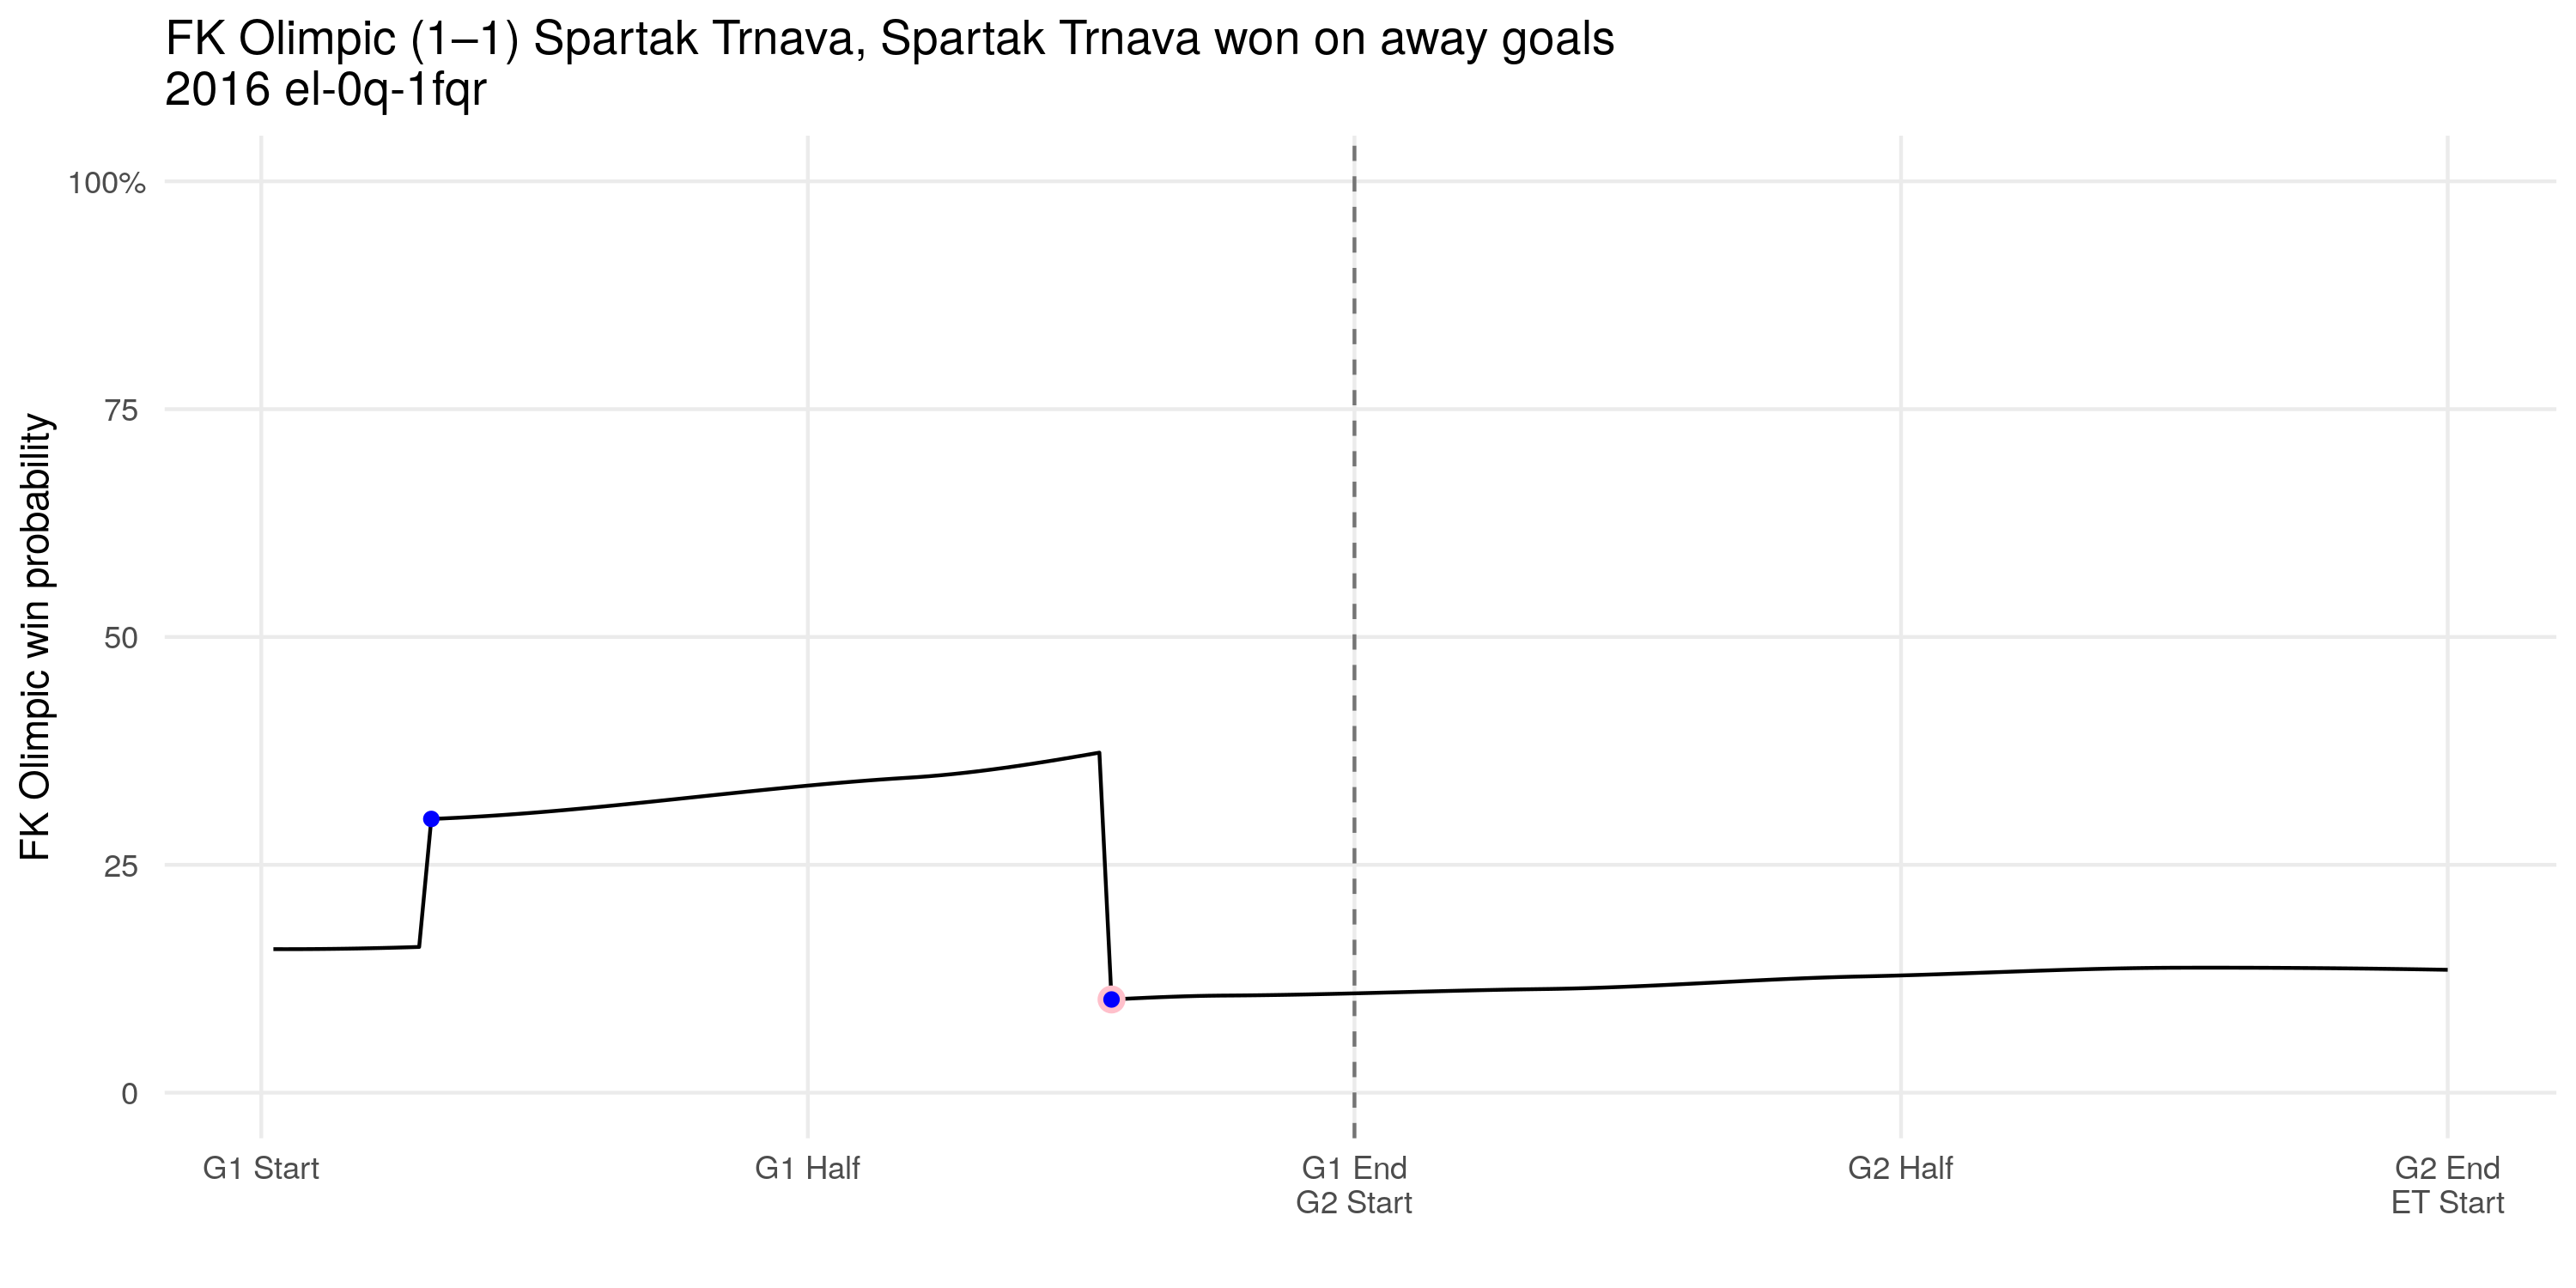 FK Olimpic (1–1) Spartak Trnava, Spartak Trnava won on away goals
2016 el-0q-1fqr
FK Olimpic win probability
100%
75
50
25
0
G1 Start
G1 Half
G1 End
G2 Start
G2 Half
G2 End
ET Start